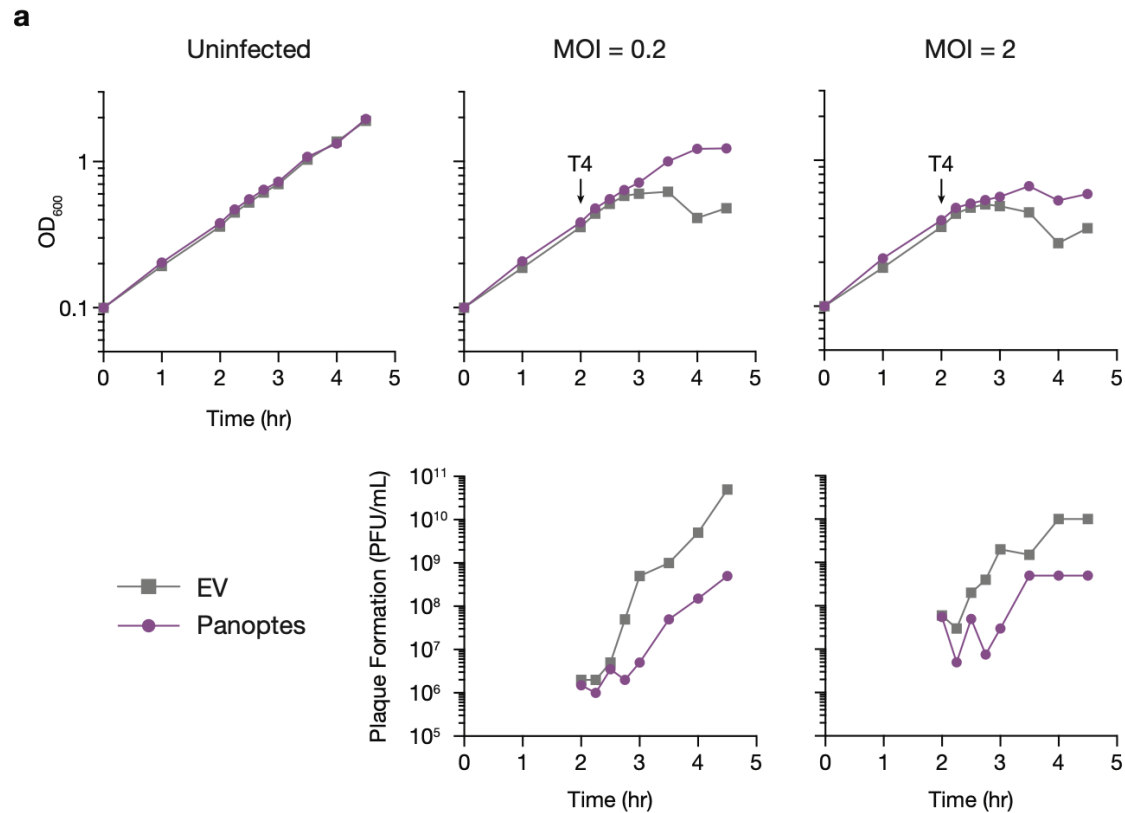 a
Uninfected
MOI = 0.2
MOI = 2
OD600
1
0.1
0 1 2 3 4 5
Time (hr)
T4
0 1 2 3 4 5
T4
0 1 2 3 4 5
EV
Panoptes
Plaque Formation (PFU/mL)
10¹¹
10¹⁰
10⁹
10⁸
10⁷
10⁶
10⁵
0 1 2 3 4 5
Time (hr)
0 1 2 3 4 5
Time (hr)